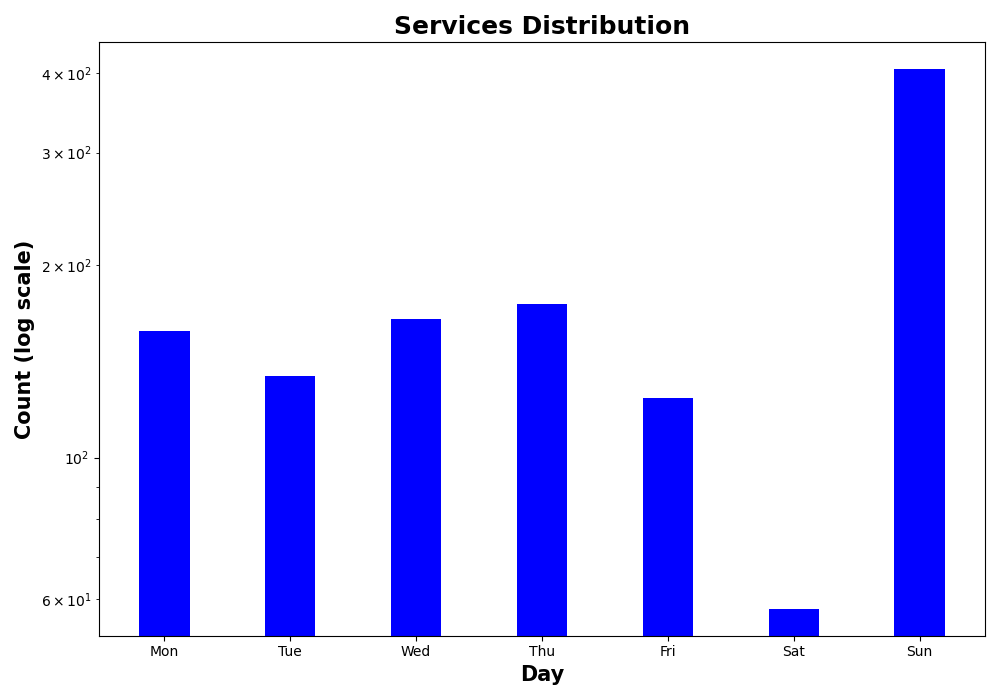 Services Distribution
Count (log scale)
4 × 10²
3 × 10²
2 × 10²
10²
6 × 10¹
Mon Tue Wed Thu Fri Sat Sun
Day